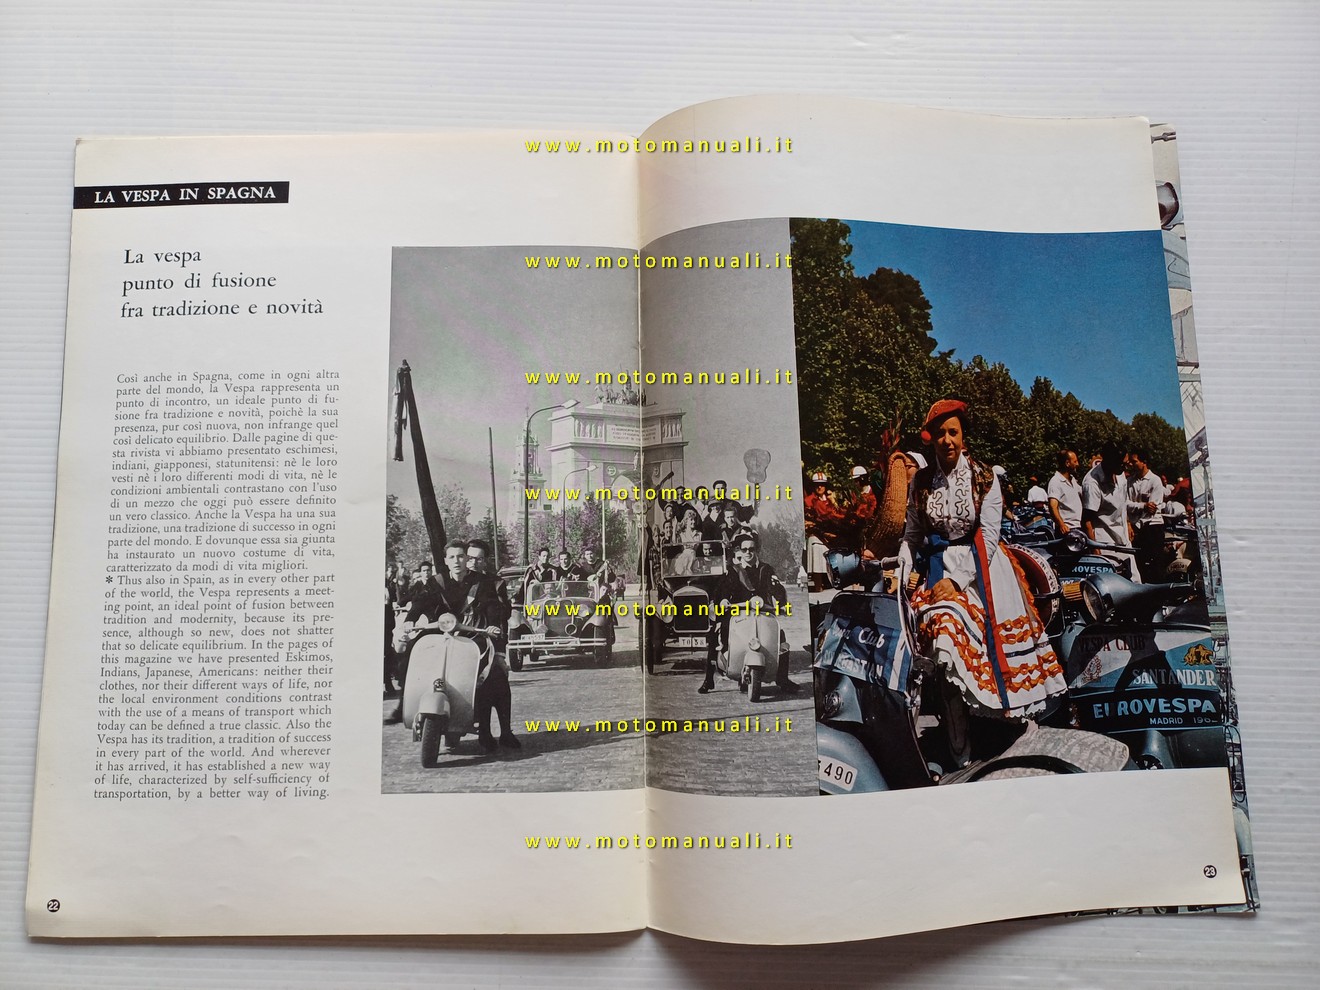 LA VESPA IN SPAGNA
La vespa
punto di fusione
fra tradizione e novità
Così anche in Spagna, come in ogni altra
parte del mondo, la Vespa rappresenta un
punto di incontro, un ideale punto di fu-
sione fra tradizione e novità, poichè la sua
presenza, pur così nuova, non infrange quel
così delicato equilibrio. Dalle pagine di que-
sta rivista vi abbiamo presentato eschimesi,
indiani, giapponesi, statunitensi: nè le loro
vesti nè i loro differenti modi di vita, nè le
condizioni ambientali contrastano con l'uso
di un mezzo che oggi può essere definito
un vero classico. Anche la Vespa ha una sua
tradizione, una tradizione di successo in ogni
parte del mondo. E dovunque essa sia giunta
ha instaurato un nuovo costume di vita,
caratterizzato da modi di vita migliori.
✻ Thus also in Spain, as in every other part
of the world, the Vespa represents a meet-
ing point, an ideal point of fusion between
tradition and modernity, because its pre-
sence, although so new, does not shatter
that so delicate equilibrium. In the pages of
this magazine we have presented Eskimos,
Indians, Japanese, Americans: neither their
clothes, nor their different ways of life, nor
the local environment conditions contrast
with the use of a means of transport which
today can be defined a true classic. Also the
Vespa has its tradition, a tradition of success
in every part of the world. And wherever
it has arrived, it has established a new way
of life, characterized by self-sufficiency of
transportation, by a better way of living.
22
www.motomanuali.it
www.motomanuali.it
www.motomanuali.it
www.motomanuali.it
www.motomanuali.it
www.motomanuali.it
www.motomanuali.it
ROVESPA
Club
VESPA CLUB
SANTANDER
EUROVESPA
MADRID 196
490
23